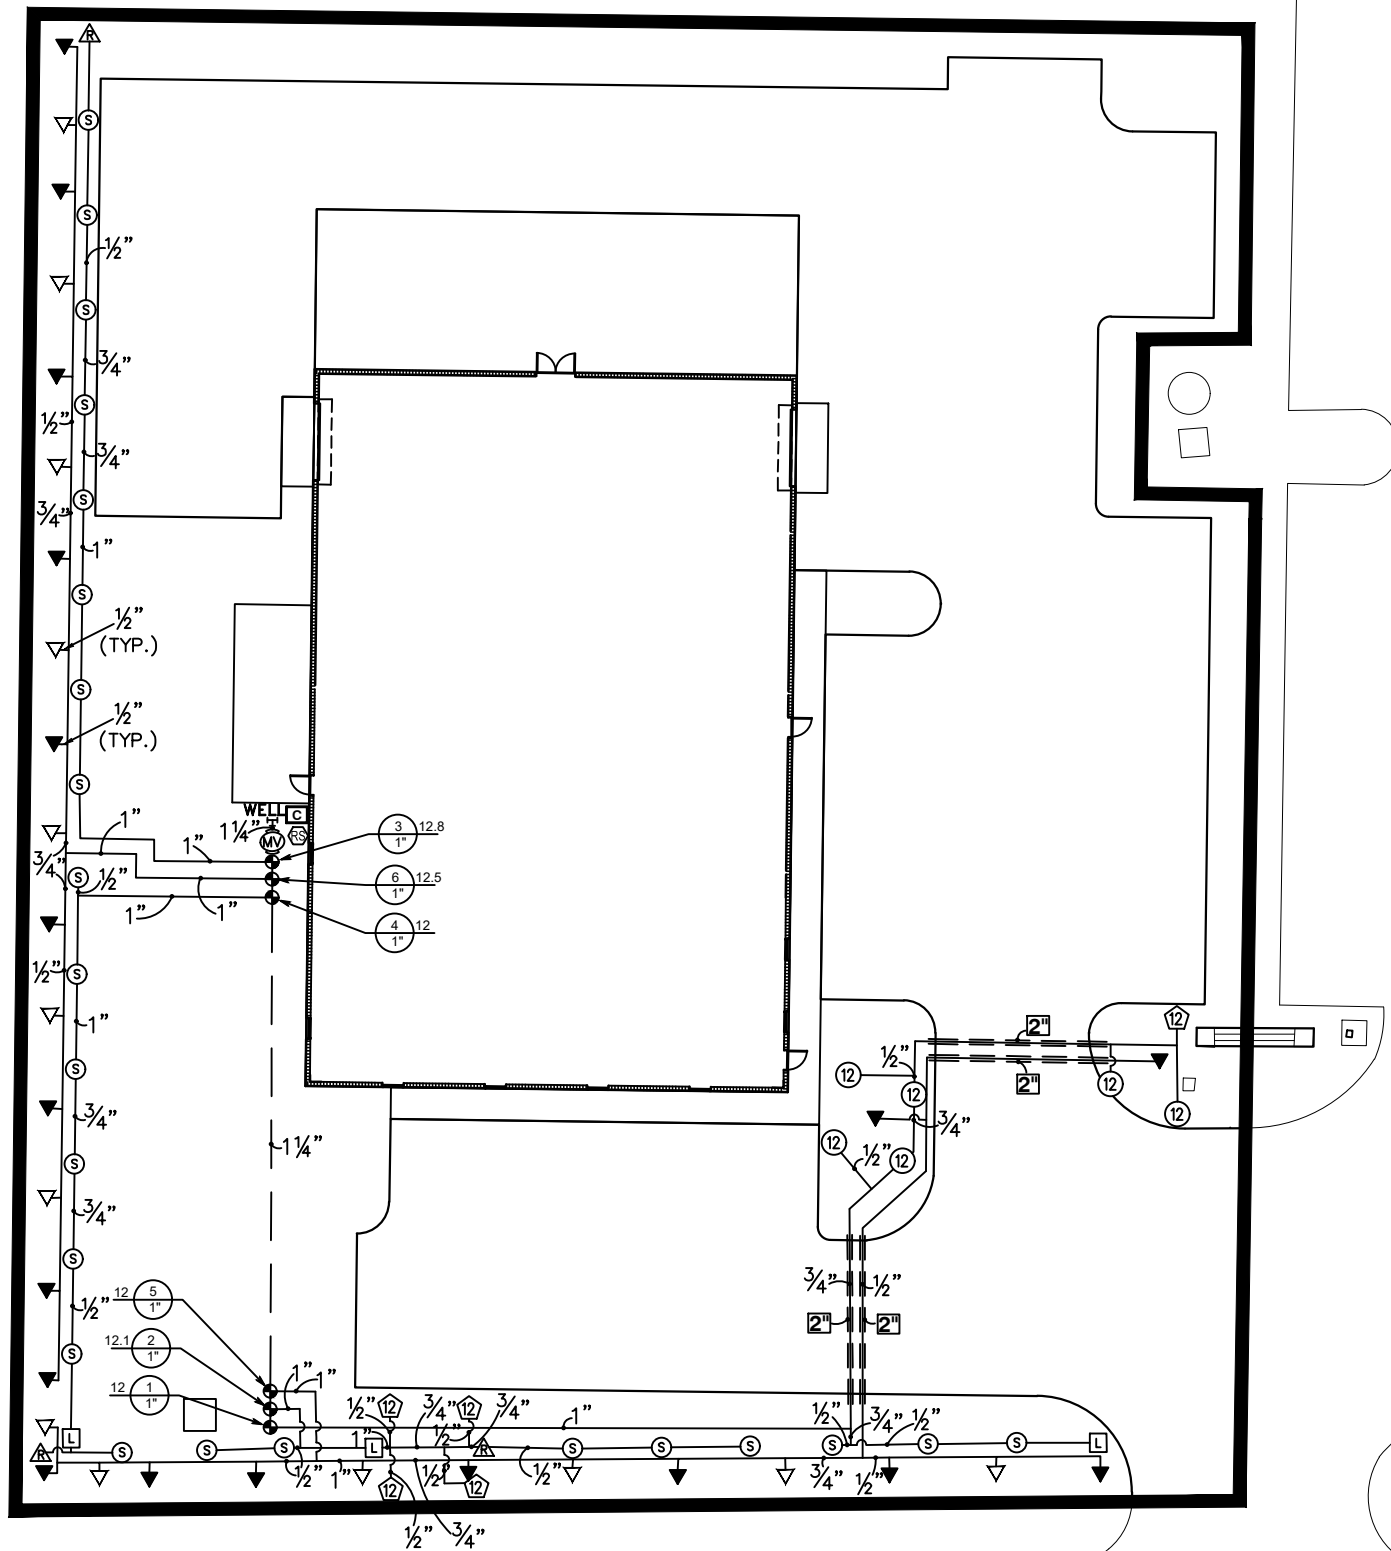 R
S
S
½"
S
¾"
S
½"
¾"
S
¾"
1"
S
½"
(TYP.)
S
½"
(TYP.)
S
WELL C
1¼" MV RS
3 12.8
1"
1"
1"
¾"
6 12.5
1"
S ½"
1" 1"
4 12
1"
½" S
1"
S
¾"
S
¾"
S
½"
S
1¼"
12
2"
2"
12
½"
12
12
12
¾"
12
½"
12
¾" ½"
2" 2"
12 5
1"
12.1 2
1"
12 1
1"
1" 1"
½" 12 ¾" 12 ¾"
1"
½" ¾" ½"
L
R S S S 1" L ½" R S S S S S S L
½" 1" ½" ½" ¾" ½"
12 12
½" ¾"